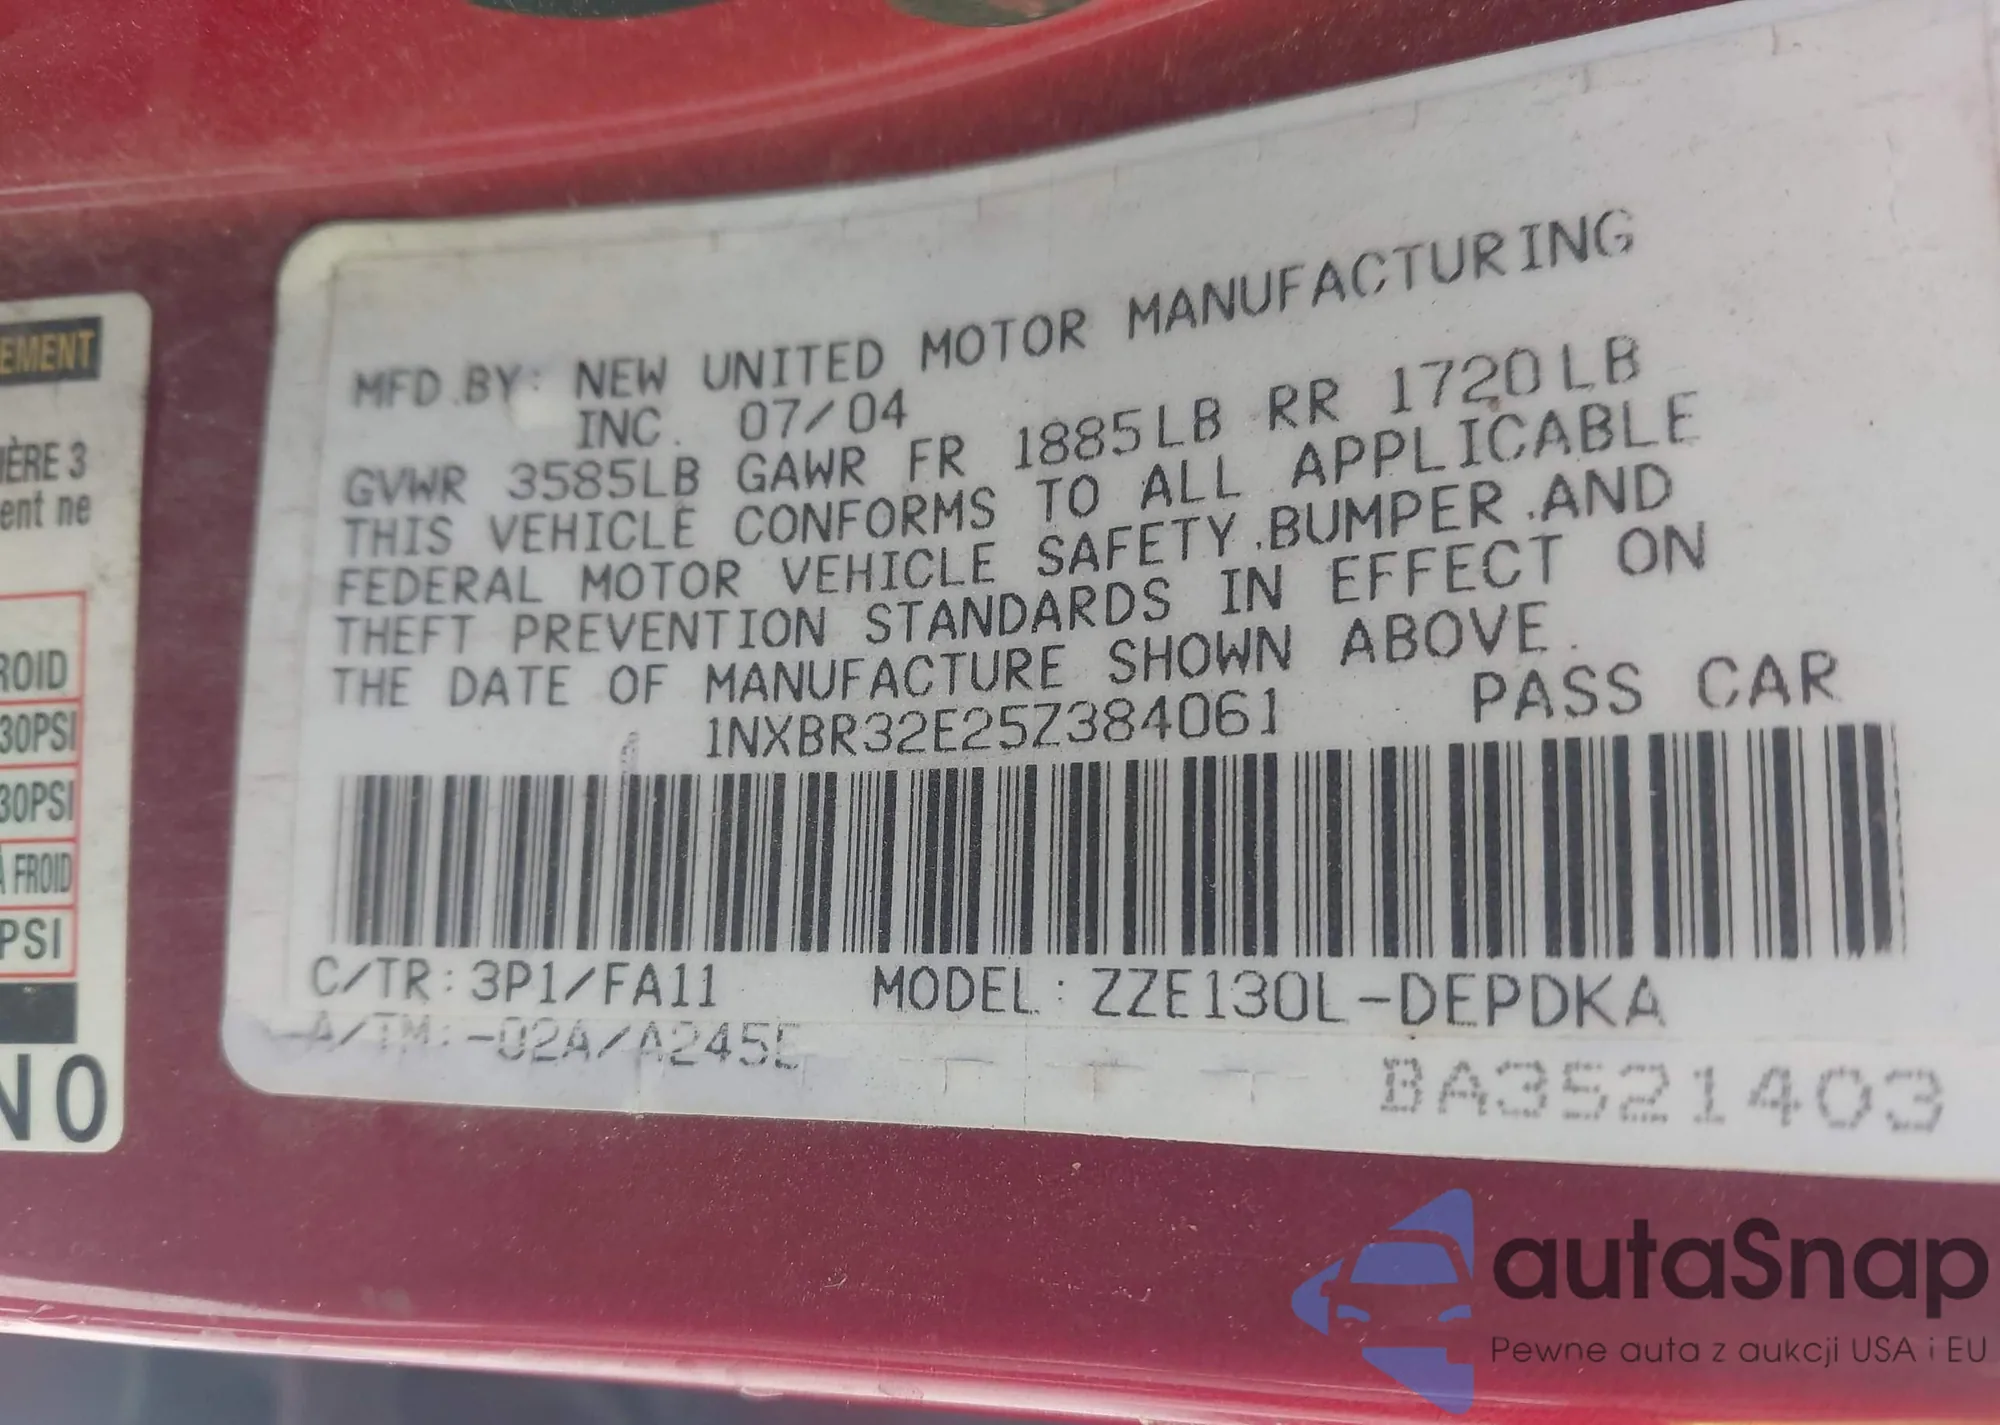 EMENT
IÈRE 3
ent ne
ROID
30PSI
30PSI
À FROID
PSI
N0
MFD.BY: NEW UNITED MOTOR MANUFACTURING
INC. 07/04
GVWR 3585LB GAWR FR 1885LB RR 1720LB
THIS VEHICLE CONFORMS TO ALL APPLICABLE
FEDERAL MOTOR VEHICLE SAFETY.BUMPER.AND
THEFT PREVENTION STANDARDS IN EFFECT ON
THE DATE OF MANUFACTURE SHOWN ABOVE.
1NXBR32E25Z384061 PASS CAR
C/TR:3P1/FA11 MODEL:ZZE130L-DEPDKA
A/TM:-02A/A245E
BA3521403
autaSnap
Pewne auta z aukcji USA i EU